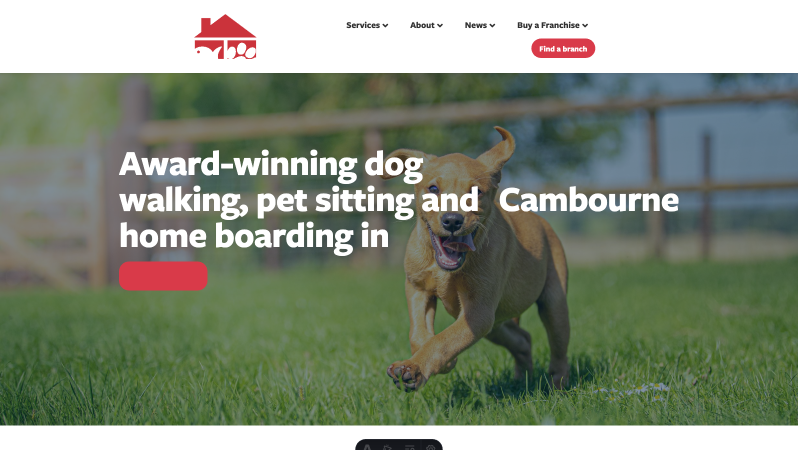 Services
About
News
Buy a Franchise
Find a branch
Award-winning dog
walking, pet sitting and Cambourne
home boarding in